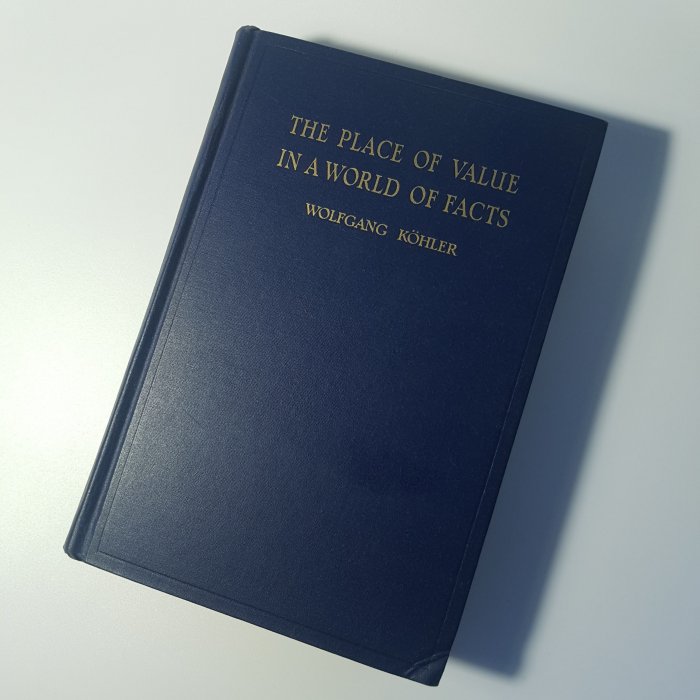 THE PLACE OF VALUE
IN A WORLD OF FACTS
WOLFGANG KÖHLER